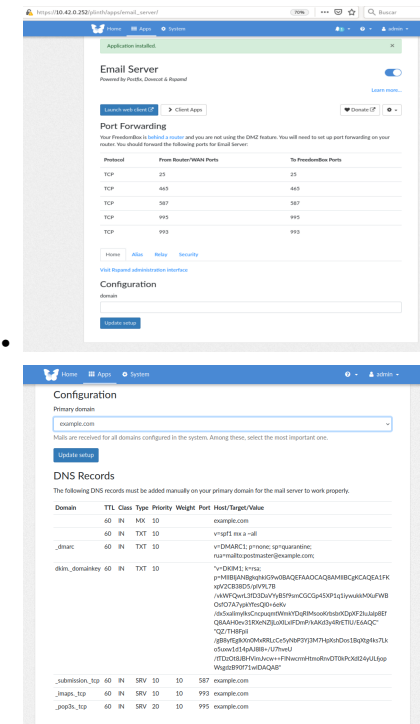 https://10.42.0.252/plinth/apps/email_server/ 70% Buscar
Home Apps System admin
Application installed. ×
Email Server
Powered by Postfix, Dovecot & Rspamd
Learn more...
Launch web client Client Apps Donate
Port Forwarding
Your FreedomBox is behind a router and you are not using the DMZ feature. You will need to set up port forwarding on your
router. You should forward the following ports for Email Server:
Protocol From Router/WAN Ports To FreedomBox Ports
TCP 25 25
TCP 465 465
TCP 587 587
TCP 995 995
TCP 993 993
Home Alias Relay Security
Visit Rspamd administration interface
Configuration
domain
Update setup
Home Apps System admin
Configuration
Primary domain
example.com
Mails are received for all domains configured in the system. Among these, select the most important one.
Update setup
DNS Records
The following DNS records must be added manually on your primary domain for the mail server to work properly.
Domain TTL Class Type Priority Weight Port Host/Target/Value
60 IN MX 10 example.com
60 IN TXT 10 v=spf1 mx a ~all
_dmarc 60 IN TXT 10 v=DMARC1; p=none; sp=quarantine;
rua=mailto:postmaster@example.com;
dkim._domainkey 60 IN TXT 10 "v=DKIM1; k=rsa;
_submission._tcp 60 IN SRV 10 10 587 example.com
_imaps._tcp 60 IN SRV 10 10 993 example.com
_pop3s._tcp 60 IN SRV 20 10 995 example.com